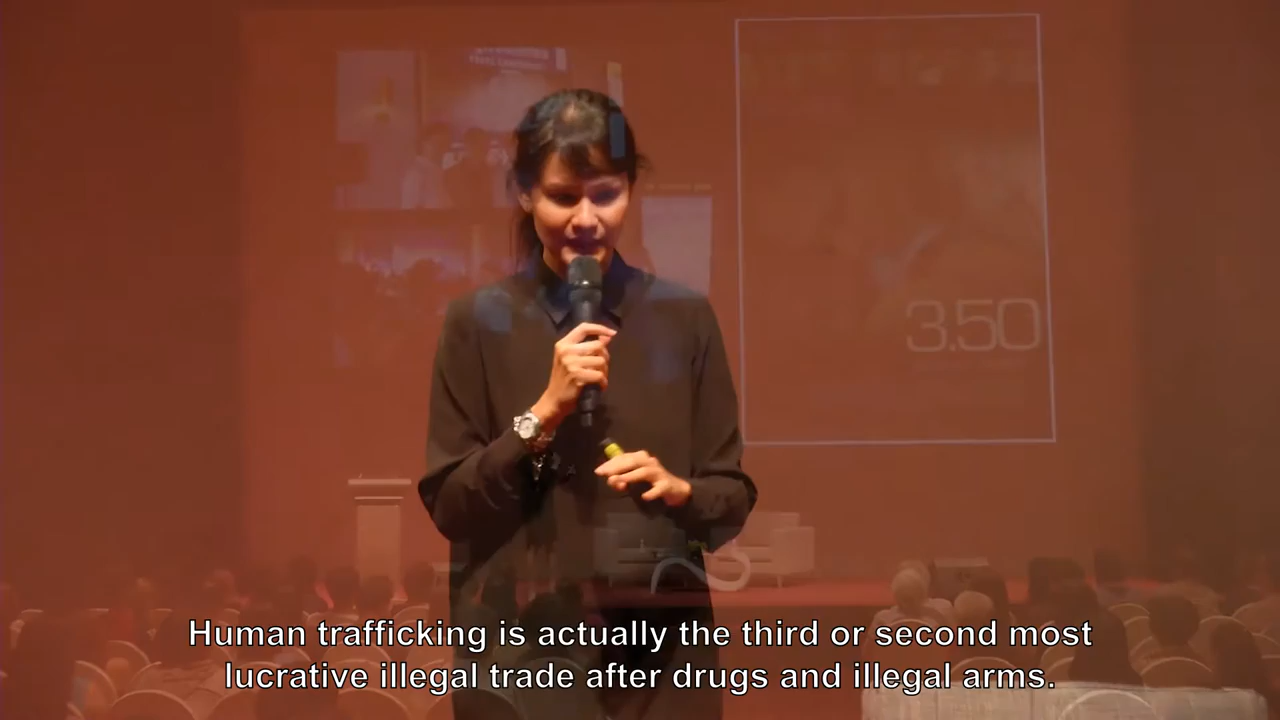 3.50
Human trafficking is actually the third or second most
lucrative illegal trade after drugs and illegal arms.